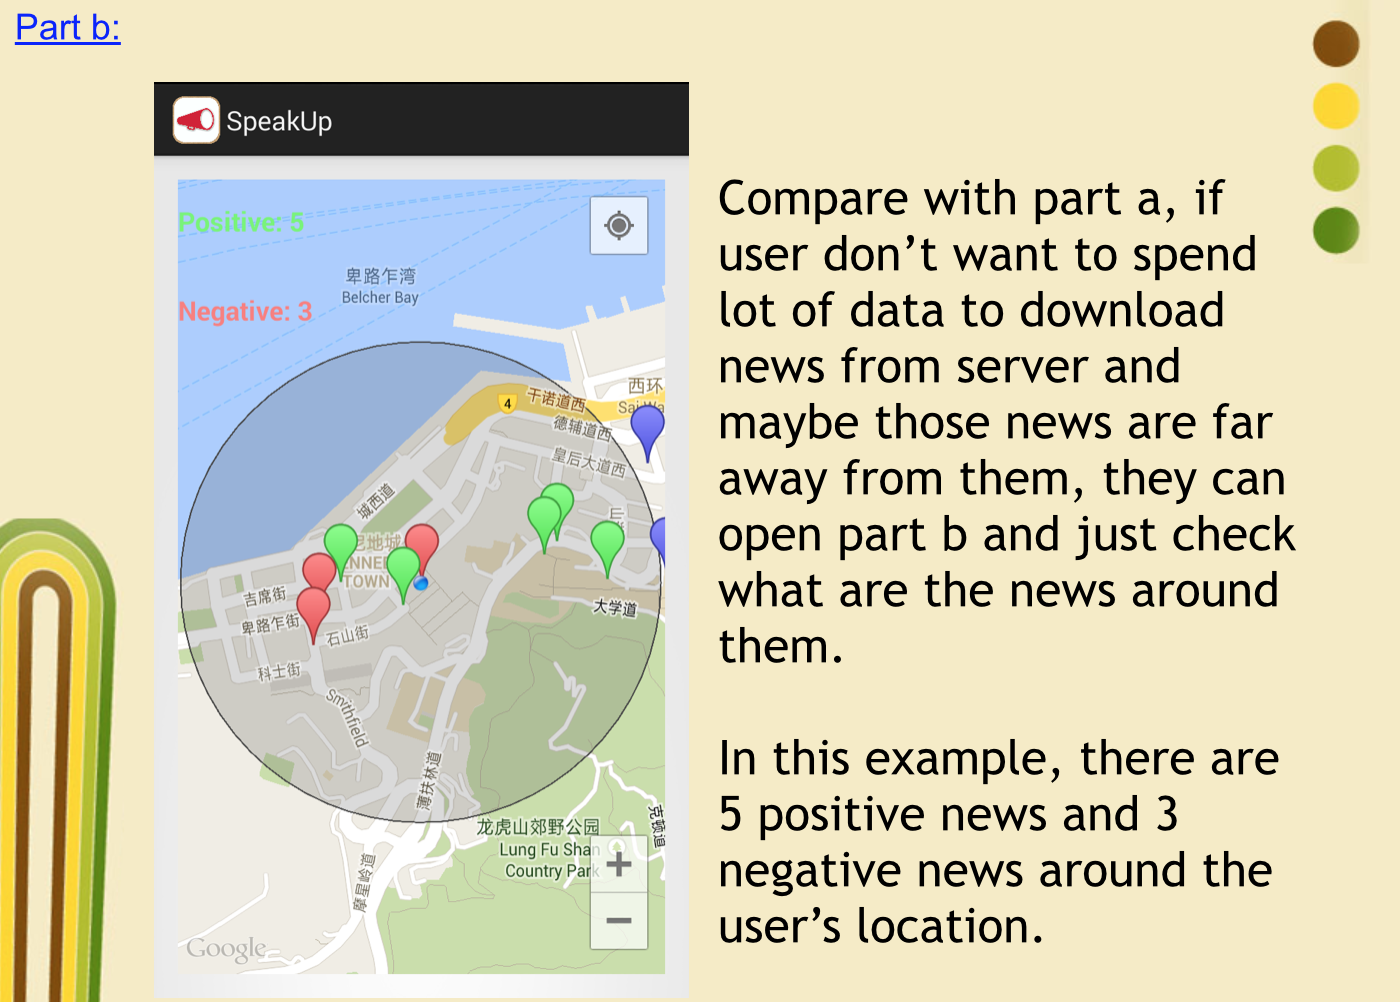 Part b:
SpeakUp
Positive: 5
卑路乍湾
Belcher Bay
Negative: 3
西环
4
干诺道西
德辅道西
皇后大道西
城西道
TOWN
吉席街
卑路乍街
石山街
大学道
科士街
Smithfield
薄扶林道
克顿道
龙虎山郊野公园
Lung Fu Shan
Country Park
摩星岭道
Google
+
−
Compare with part a, if
user don’t want to spend
lot of data to download
news from server and
maybe those news are far
away from them, they can
open part b and just check
what are the news around
them.
In this example, there are
5 positive news and 3
negative news around the
user’s location.